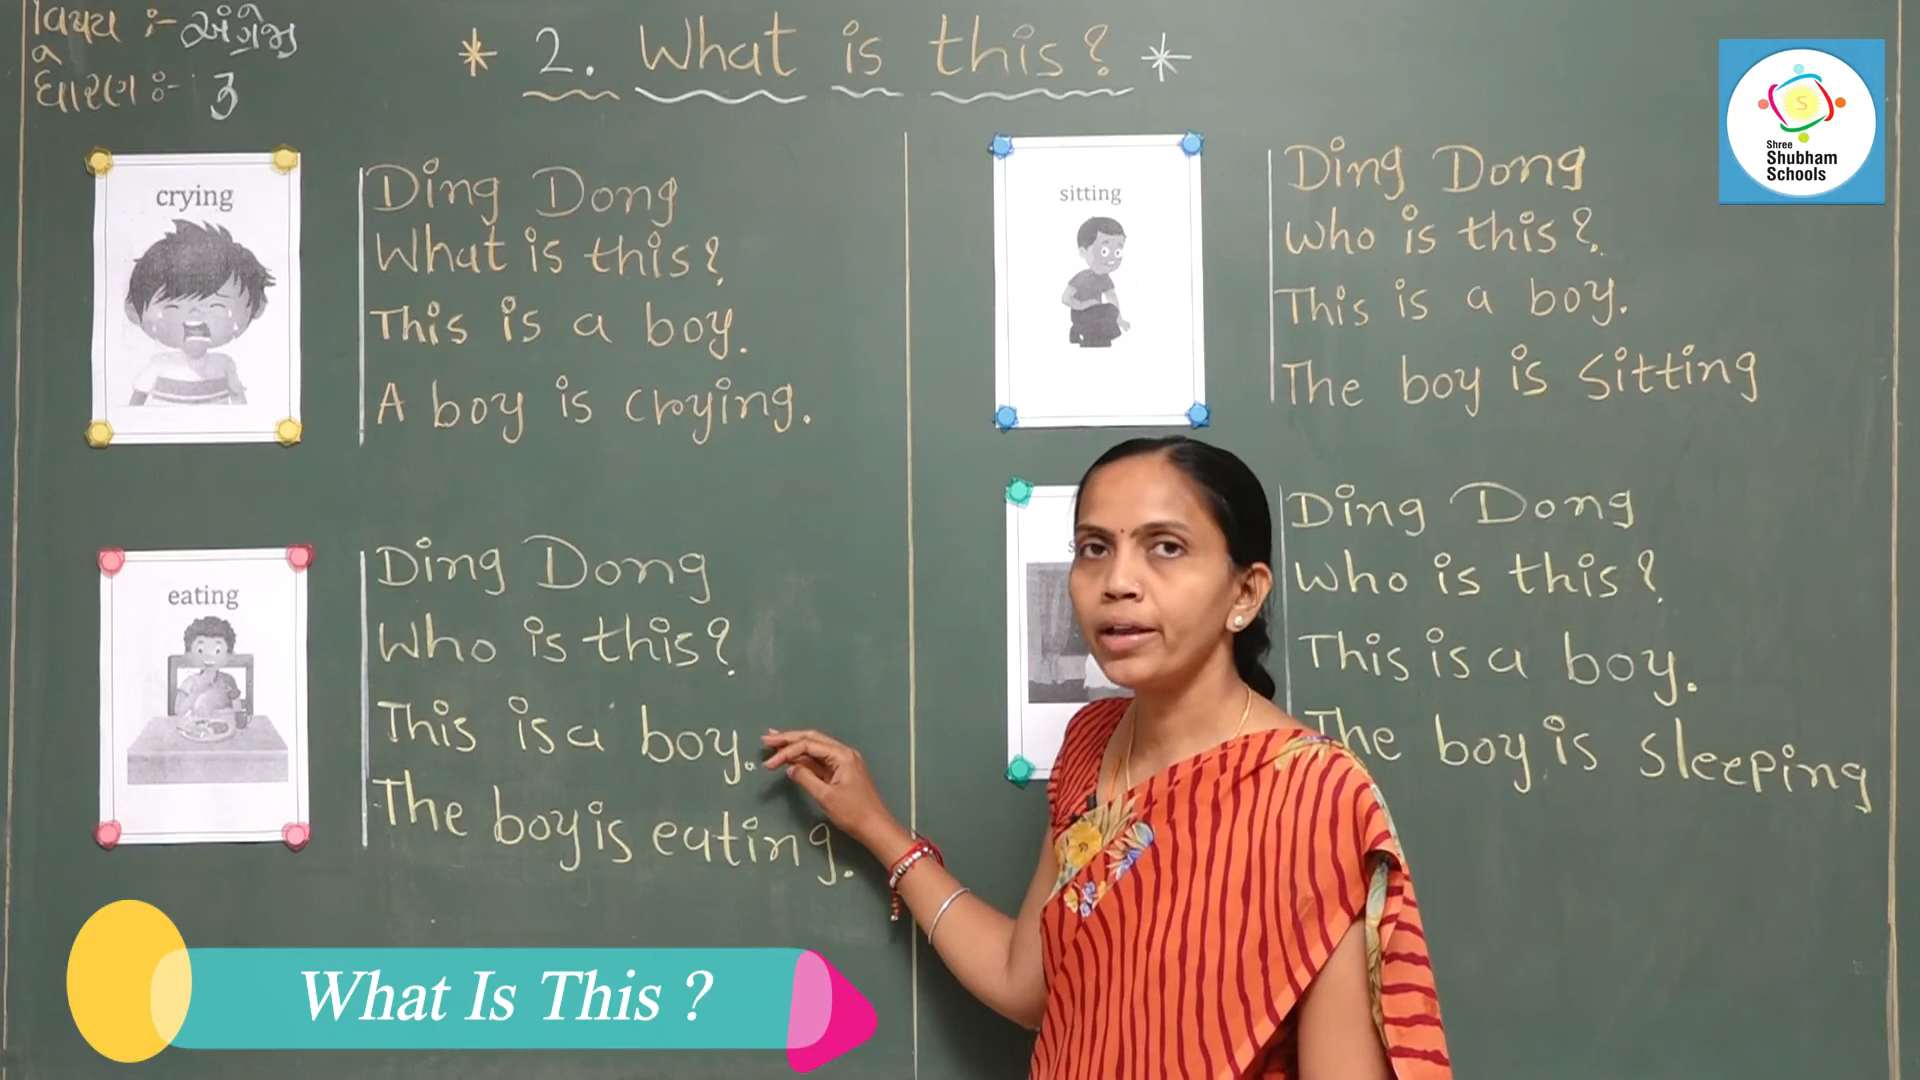 વિષય :- અંગ્રેજી
ધોરણ :- 3
* 2. What is this? *
crying
Ding Dong
What is this?
This is a boy.
A boy is crying.
eating
Ding Dong
Who is this?
This is a boy.
The boy is eating.
sitting
Ding Dong
Who is this?
This is a boy.
The boy is sitting
Ding Dong
Who is this?
This is a boy.
The boy is sleeping
S
Shree
Shubham
Schools
What Is This ?